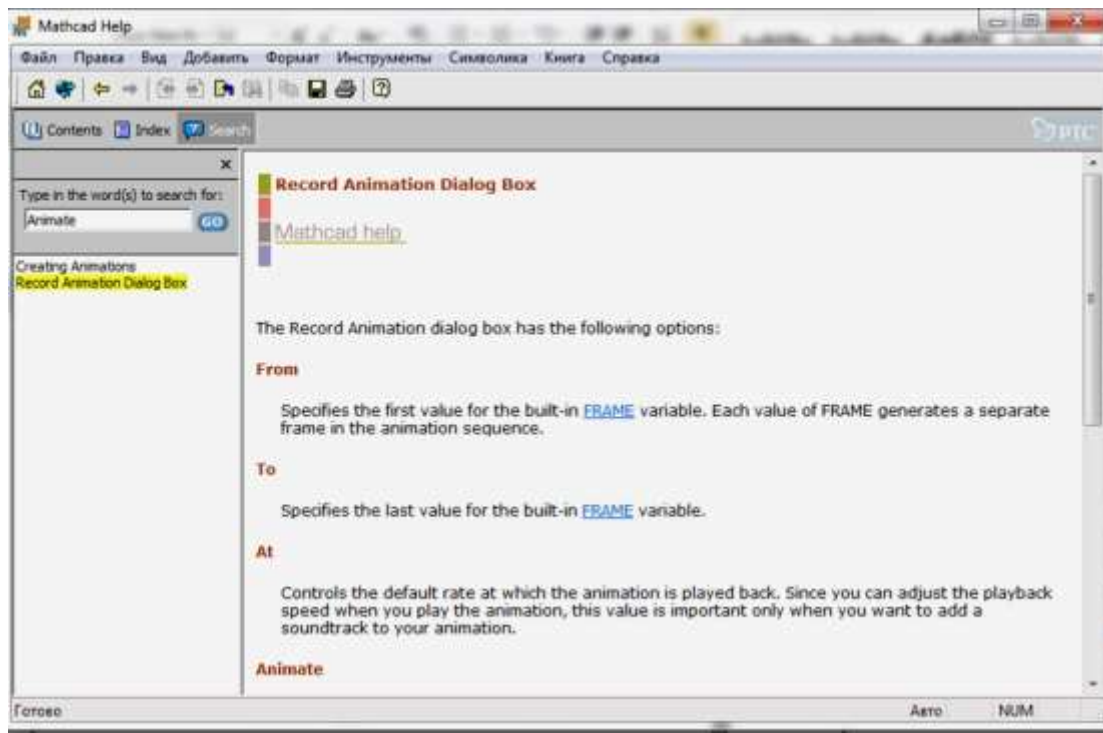 Mathcad Help
Файл Правка Вид Добавить Формат Инструменты Символика Книга Справка
Contents Index Search
PTC
Type in the word(s) to search for:
Animate GO
Creating Animations
Record Animation Dialog Box
Record Animation Dialog Box
Mathcad help
The Record Animation dialog box has the following options:
From
Specifies the first value for the built-in FRAME variable. Each value of FRAME generates a separate
frame in the animation sequence.
To
Specifies the last value for the built-in FRAME variable.
At
Controls the default rate at which the animation is played back. Since you can adjust the playback
speed when you play the animation, this value is important only when you want to add a
soundtrack to your animation.
Animate
Готово Авто NUM